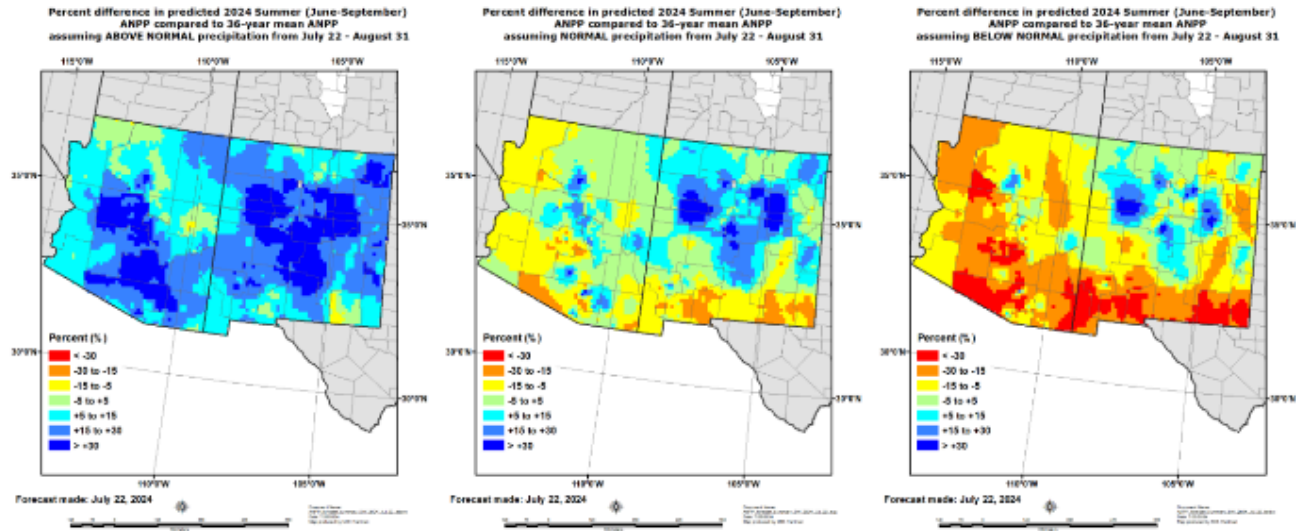 Percent difference in predicted 2024 Summer (June-September)
ANPP compared to 36-year mean ANPP
assuming ABOVE NORMAL precipitation from July 22 - August 31
115°0'W
110°0'W
105°0'W
35°0'N
35°0'N
30°0'N
30°0'N
Percent (%)
< -30
-30 to -15
-15 to -5
-5 to +5
+5 to +15
+15 to +30
> +30
110°0'W
105°0'W
Forecast made: July 22, 2024
Percent difference in predicted 2024 Summer (June-September)
ANPP compared to 36-year mean ANPP
assuming NORMAL precipitation from July 22 - August 31
115°0'W
110°0'W
105°0'W
35°0'N
35°0'N
30°0'N
30°0'N
Percent (%)
< -30
-30 to -15
-15 to -5
-5 to +5
+5 to +15
+15 to +30
> +30
110°0'W
105°0'W
Forecast made: July 22, 2024
Percent difference in predicted 2024 Summer (June-September)
ANPP compared to 36-year mean ANPP
assuming BELOW NORMAL precipitation from July 22 - August 31
115°0'W
110°0'W
105°0'W
35°0'N
35°0'N
30°0'N
30°0'N
Percent (%)
< -30
-30 to -15
-15 to -5
-5 to +5
+5 to +15
+15 to +30
> +30
110°0'W
105°0'W
Forecast made: July 22, 2024